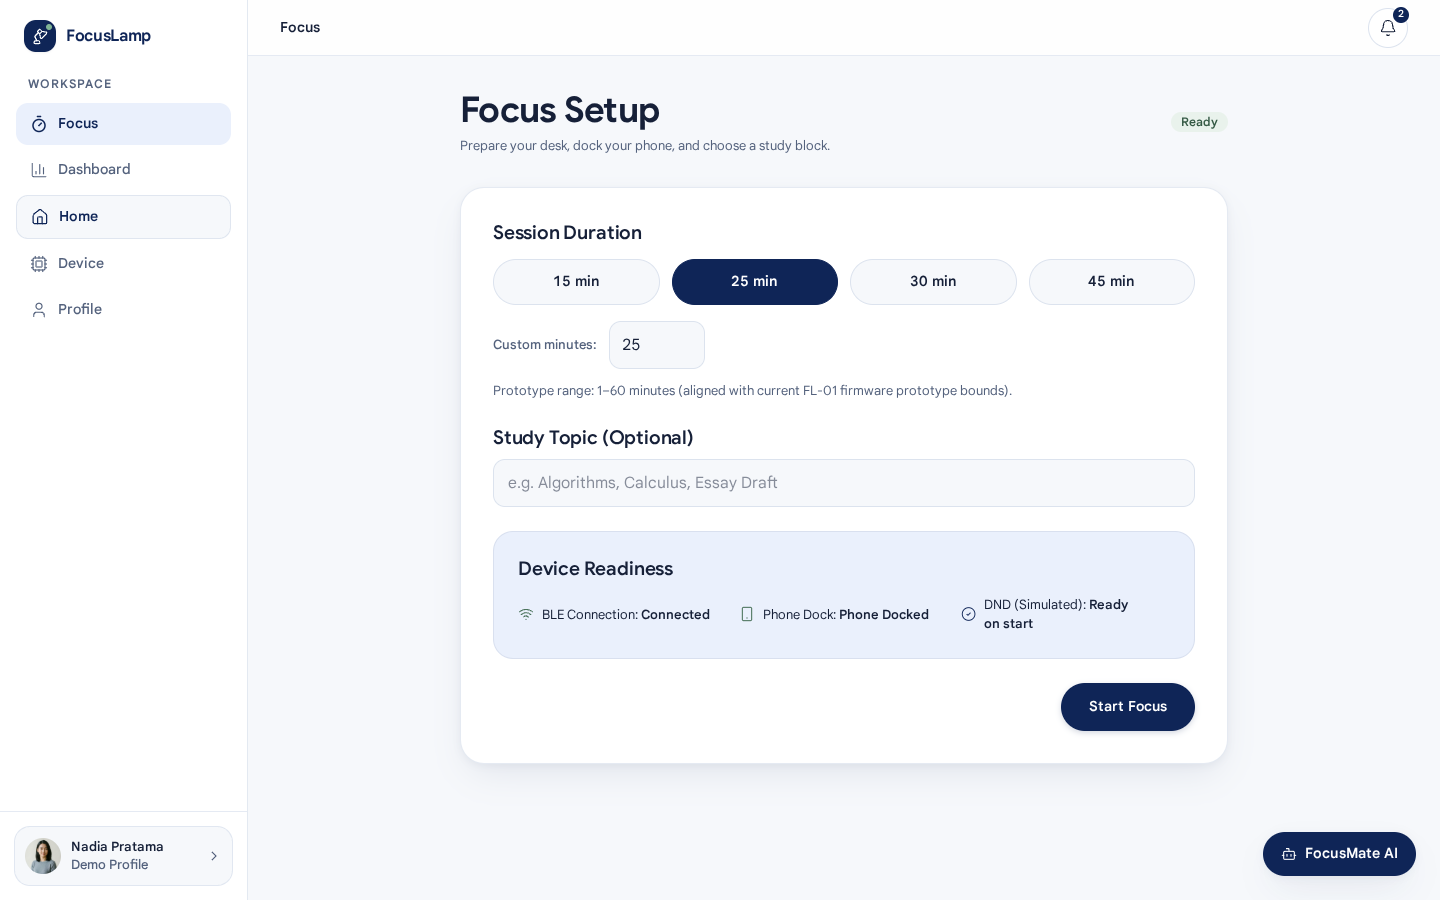 FocusLamp
WORKSPACE
Focus
Dashboard
Home
Device
Profile
Nadia Pratama
Demo Profile
Focus
2
Focus Setup
Prepare your desk, dock your phone, and choose a study block.
Ready
Session Duration
15 min
25 min
30 min
45 min
Custom minutes:
25
Prototype range: 1–60 minutes (aligned with current FL-01 firmware prototype bounds).
Study Topic (Optional)
e.g. Algorithms, Calculus, Essay Draft
Device Readiness
BLE Connection: Connected
Phone Dock: Phone Docked
DND (Simulated): Ready
on start
Start Focus
FocusMate AI